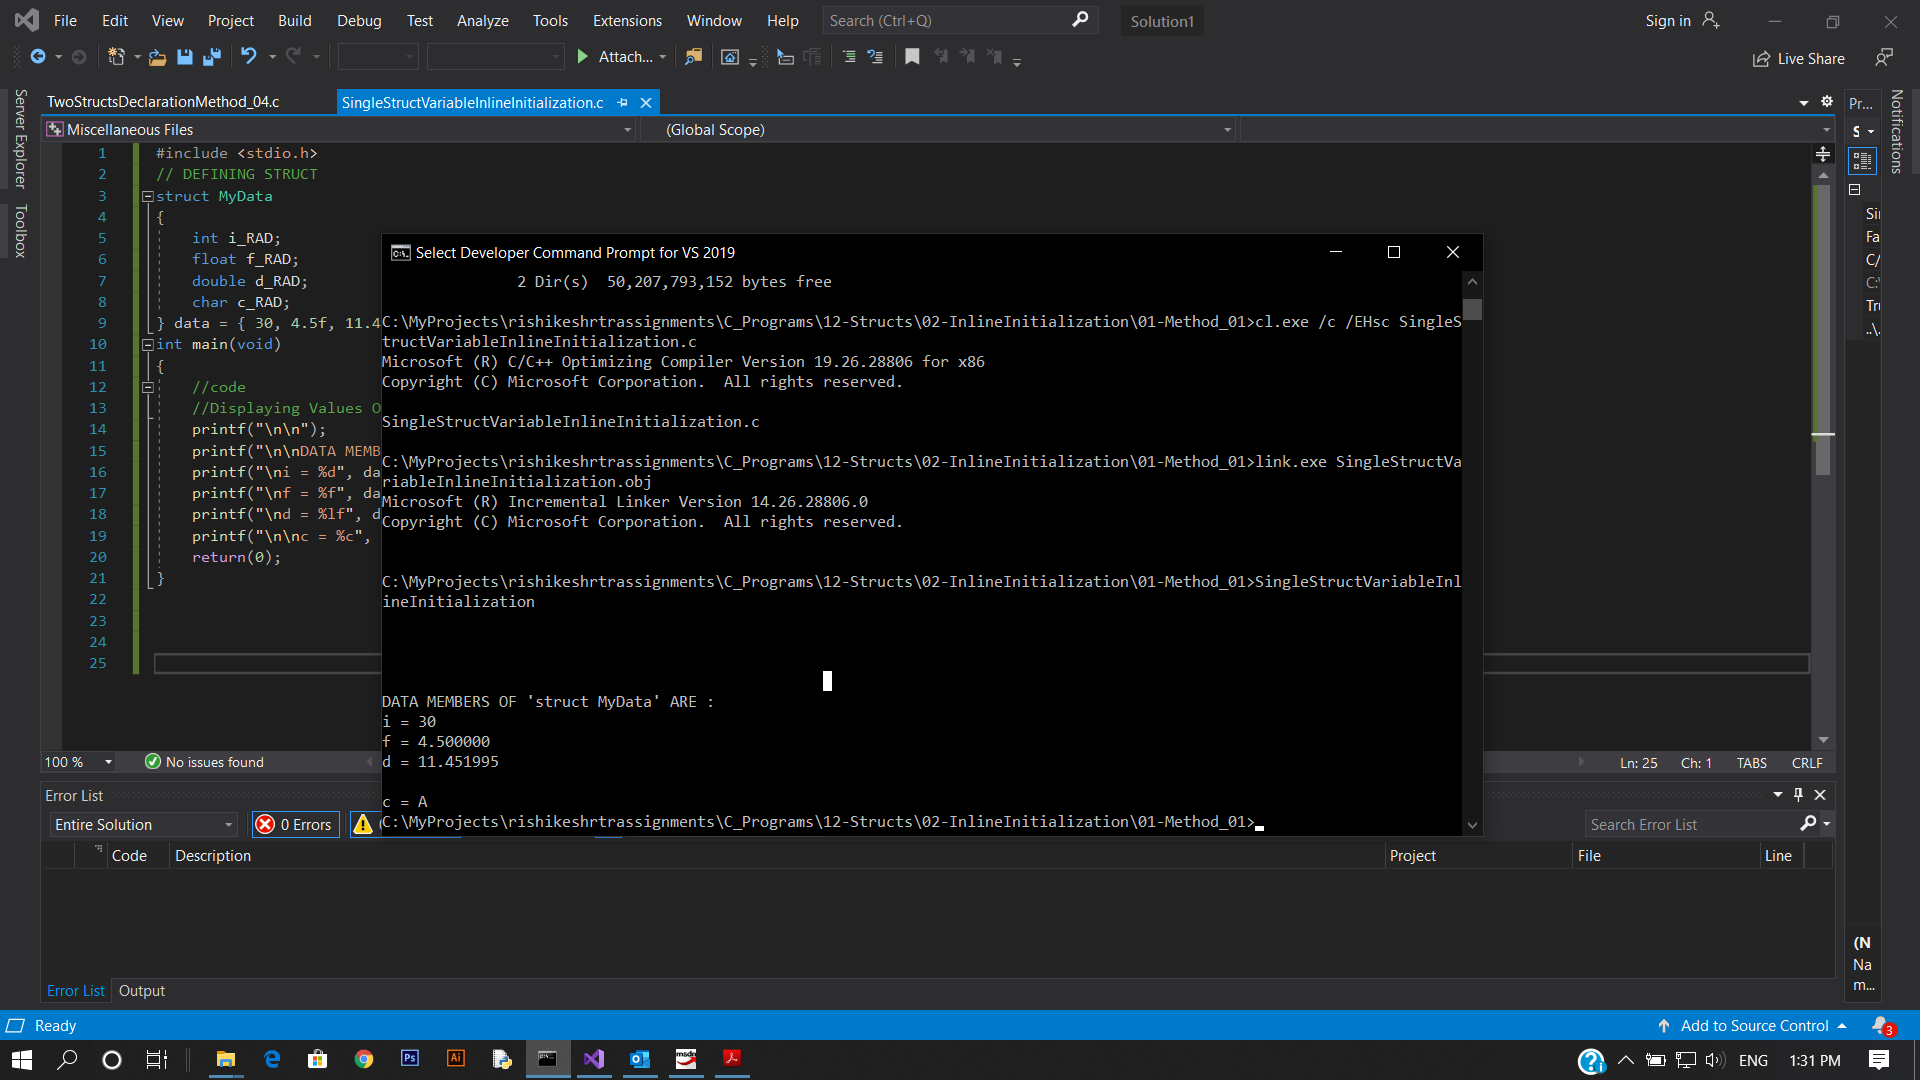 File Edit View Project Build Debug Test Analyze Tools Extensions Window Help Search (Ctrl+Q) Solution1 Sign in
Attach... Live Share
Server Explorer
Toolbox
TwoStructsDeclarationMethod_04.c SingleStructVariableInlineInitialization.c
Miscellaneous Files (Global Scope)
1 #include <stdio.h>
2 // DEFINING STRUCT
3 struct MyData
4 {
5 int i_RAD;
6 float f_RAD;
7 double d_RAD;
8 char c_RAD;
9 } data = { 30, 4.5f, 11.4
10 int main(void)
11 {
12 //code
13 //Displaying Values O
14 printf("\n\n");
15 printf("\n\nDATA MEMB
16 printf("\ni = %d", da
17 printf("\nf = %f", da
18 printf("\nd = %lf", d
19 printf("\n\nc = %c",
20 return(0);
21 }
22
23
24
25
Select Developer Command Prompt for VS 2019
2 Dir(s)  50,207,793,152 bytes free
C:\MyProjects\rishikeshrtrassignments\C_Programs\12-Structs\02-InlineInitialization\01-Method_01>cl.exe /c /EHsc SingleS
tructVariableInlineInitialization.c
Microsoft (R) C/C++ Optimizing Compiler Version 19.26.28806 for x86
Copyright (C) Microsoft Corporation.  All rights reserved.
SingleStructVariableInlineInitialization.c
C:\MyProjects\rishikeshrtrassignments\C_Programs\12-Structs\02-InlineInitialization\01-Method_01>link.exe SingleStructVa
riableInlineInitialization.obj
Microsoft (R) Incremental Linker Version 14.26.28806.0
Copyright (C) Microsoft Corporation.  All rights reserved.
C:\MyProjects\rishikeshrtrassignments\C_Programs\12-Structs\02-InlineInitialization\01-Method_01>SingleStructVariableInl
ineInitialization
DATA MEMBERS OF 'struct MyData' ARE :
i = 30
f = 4.500000
d = 11.451995
c = A
C:\MyProjects\rishikeshrtrassignments\C_Programs\12-Structs\02-InlineInitialization\01-Method_01>
Pr...
S
Sin
Fa
C/
C:\
Tru
..\.
(N
Na
m...
Notifications
100 % No issues found Ln: 25 Ch: 1 TABS CRLF
Error List
Entire Solution 0 Errors Search Error List
Code Description Project File Line
Error List Output
Ready Add to Source Control 3
Ps Ai msdn ENG 1:31 PM